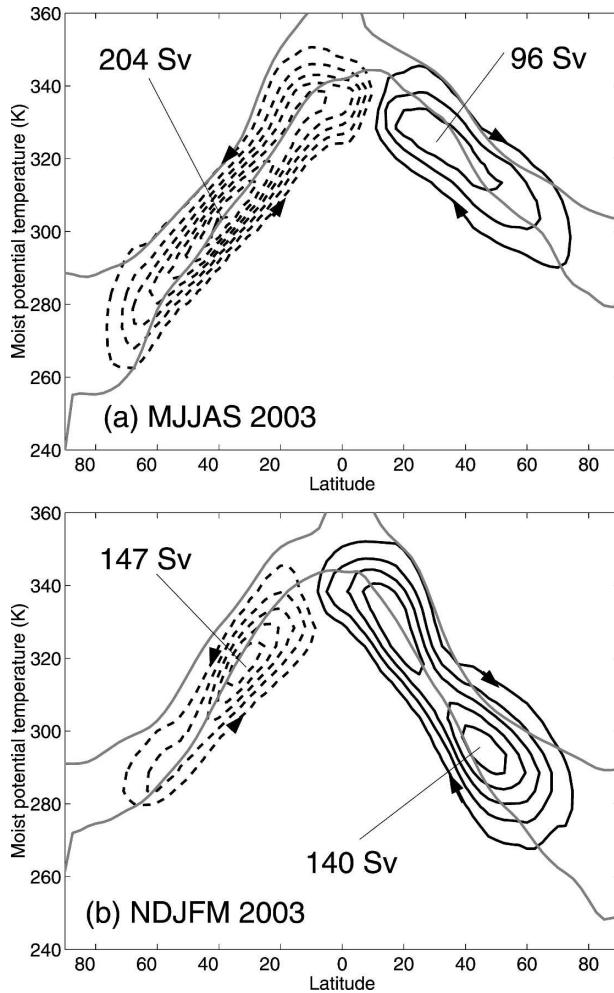 360
340
320
300
280
260
240
Moist potential temperature (K)
204 Sv
96 Sv
(a) MJJAS 2003
80 60 40 20 0 20 40 60 80
Latitude
360
340
320
300
280
260
240
Moist potential temperature (K)
147 Sv
140 Sv
(b) NDJFM 2003
80 60 40 20 0 20 40 60 80
Latitude